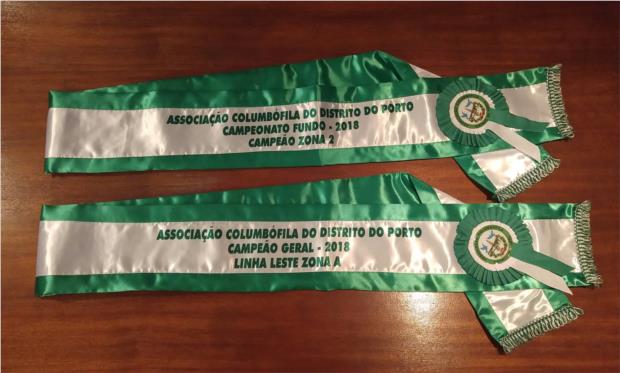 ASSOCIAÇÃO COLUMBÓFILA DO DISTRITO DO PORTO
CAMPEONATO FUNDO - 2018
CAMPEÃO ZONA 2
ASSOCIAÇÃO COLUMBÓFILA DO DISTRITO DO PORTO
CAMPEÃO GERAL - 2018
LINHA LESTE ZONA A